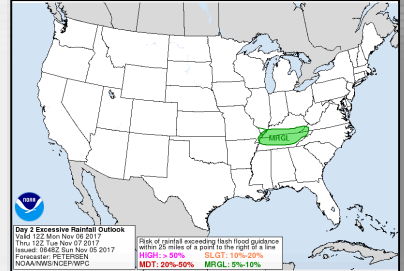 MRGL
noaa
Day 2 Excessive Rainfall Outlook
Valid 12Z Mon Nov 06 2017
Thru 12Z Tue Nov 07 2017
Issued: 0648Z Sun Nov 05 2017
Forecaster: PETERSEN
NOAA/NWS/NCEP/WPC
Risk of rainfall exceeding flash flood guidance
within 25 miles of a point to the right of a line
HIGH: > 50% SLGT: 10%-20%
MDT: 20%-50% MRGL: 5%-10%